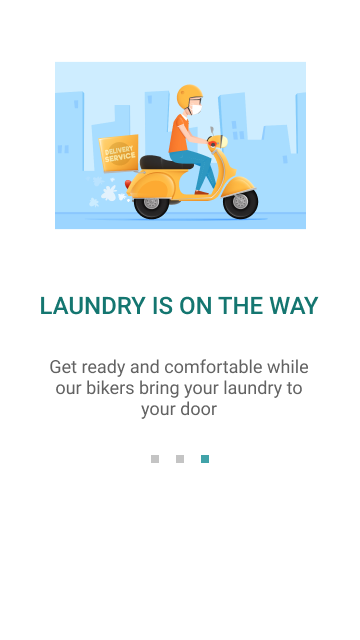 DELIVERY
SERVICE
LAUNDRY IS ON THE WAY
Get ready and comfortable while
our bikers bring your laundry to
your door